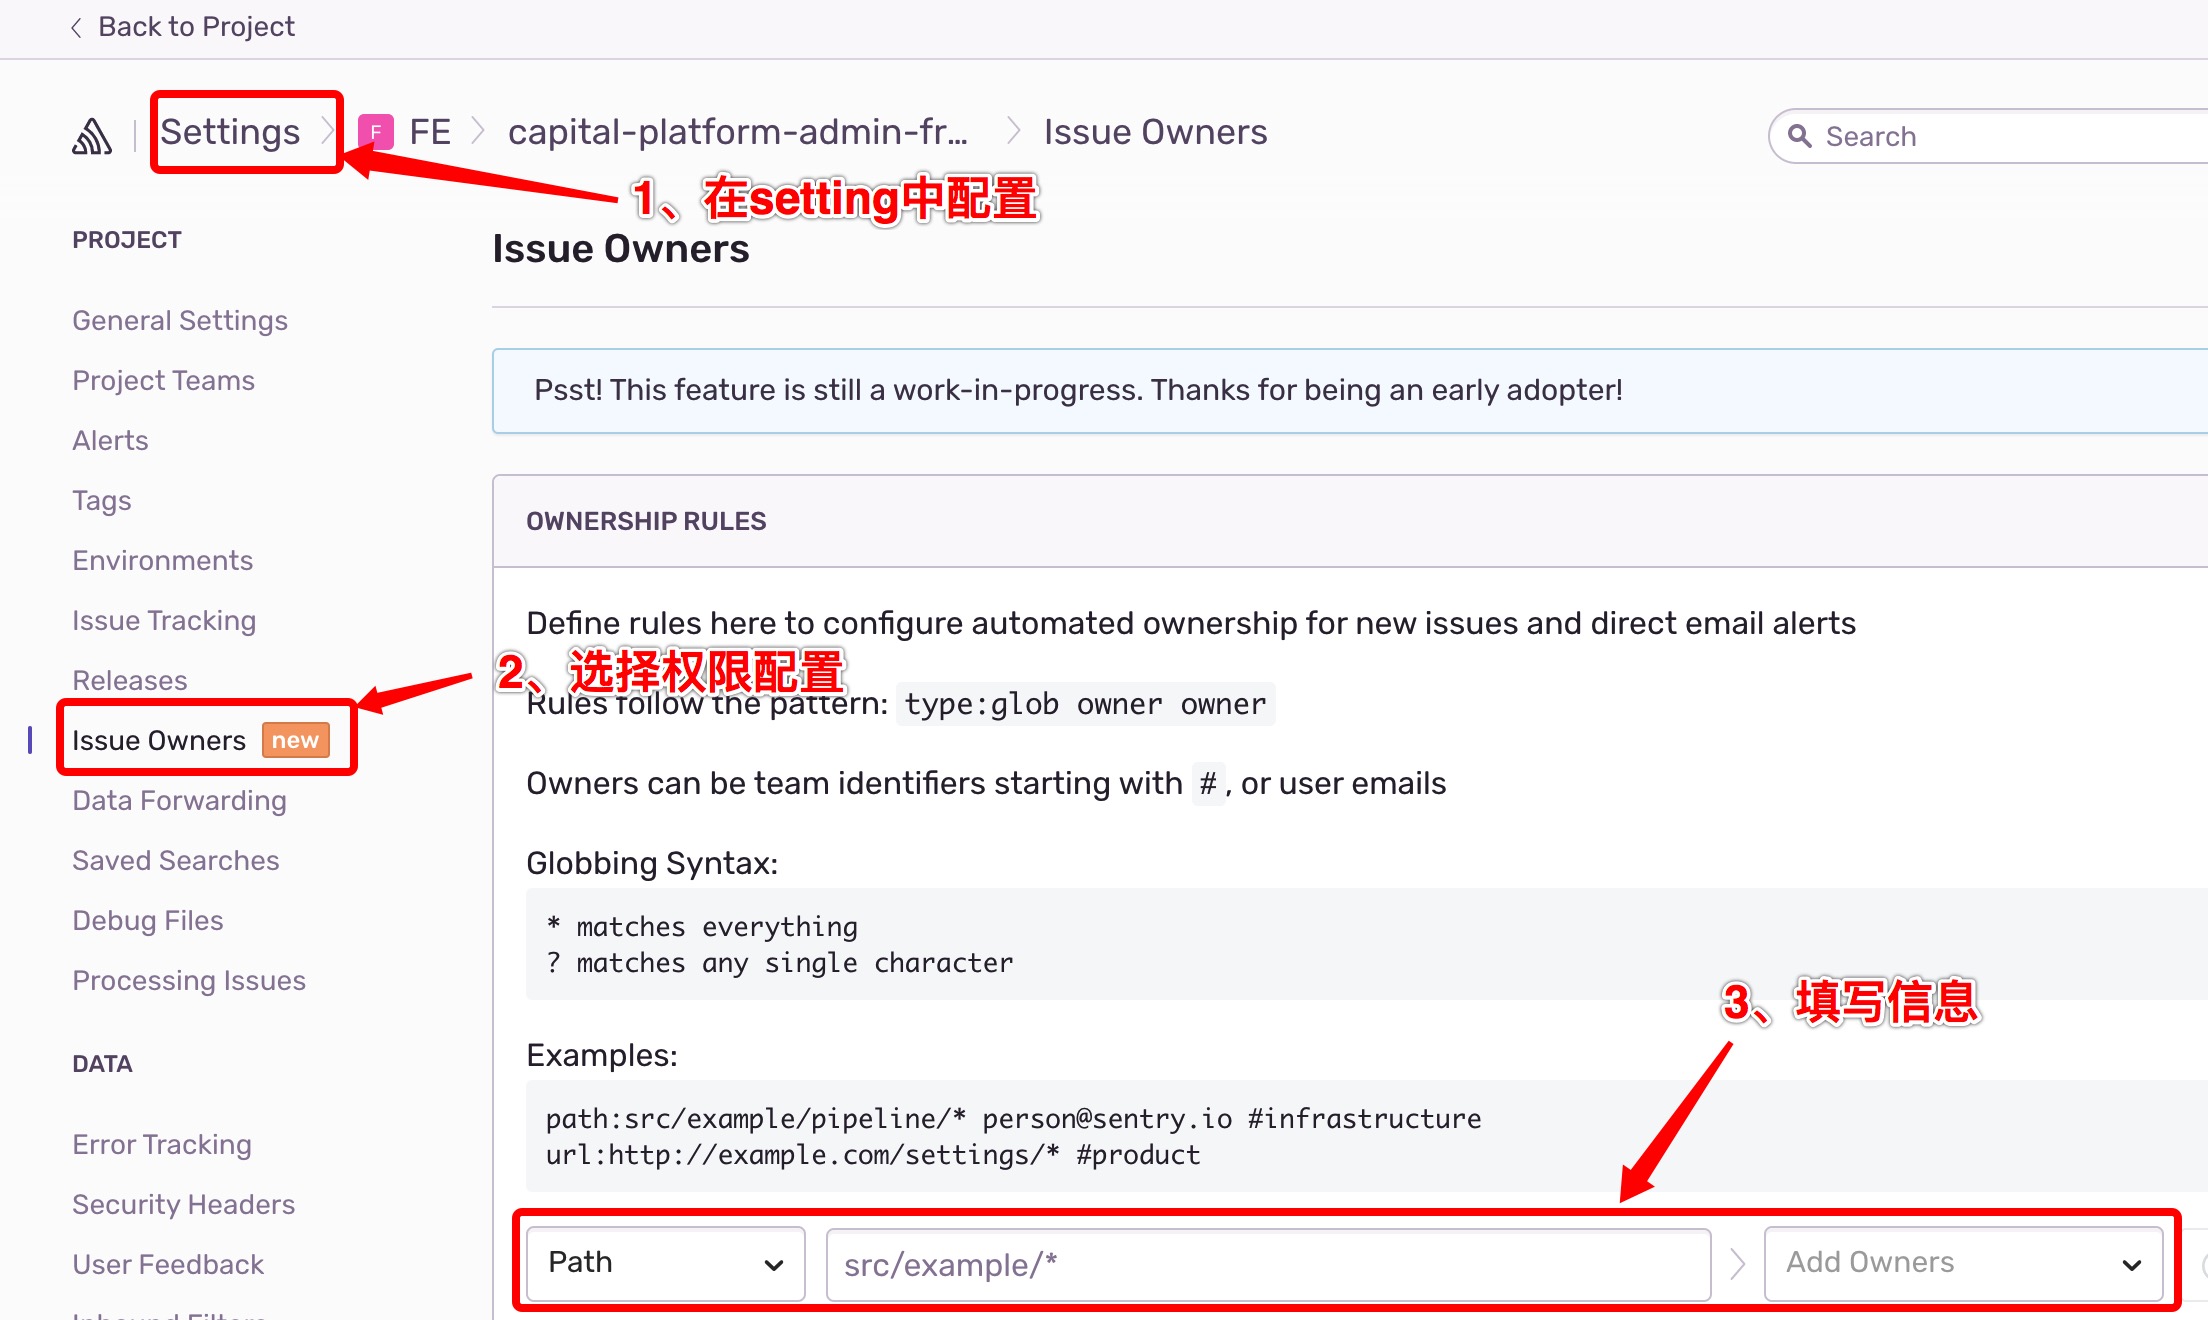 Back to Project
Settings
F
FE
capital-platform-admin-fr...
Issue Owners
Search
1、在setting中配置
PROJECT
General Settings
Project Teams
Alerts
Tags
Environments
Issue Tracking
Releases
Issue Owners new
Data Forwarding
Saved Searches
Debug Files
Processing Issues
DATA
Error Tracking
Security Headers
User Feedback
Inbound Filters
Issue Owners
Psst! This feature is still a work-in-progress. Thanks for being an early adopter!
OWNERSHIP RULES
Define rules here to configure automated ownership for new issues and direct email alerts
2、选择权限配置
Rules follow the pattern: type:glob owner owner
Owners can be team identifiers starting with #, or user emails
Globbing Syntax:
* matches everything
? matches any single character
3、填写信息
Examples:
path:src/example/pipeline/* person@sentry.io #infrastructure
url:http://example.com/settings/* #product
Path
src/example/*
Add Owners